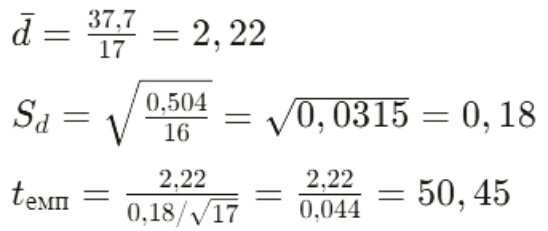 d̄ = 37,7/17 = 2,22
S_d = √(0,504/16) = √0,0315 = 0,18
t_емп = 2,22/(0,18/√17) = 2,22/0,044 = 50,45